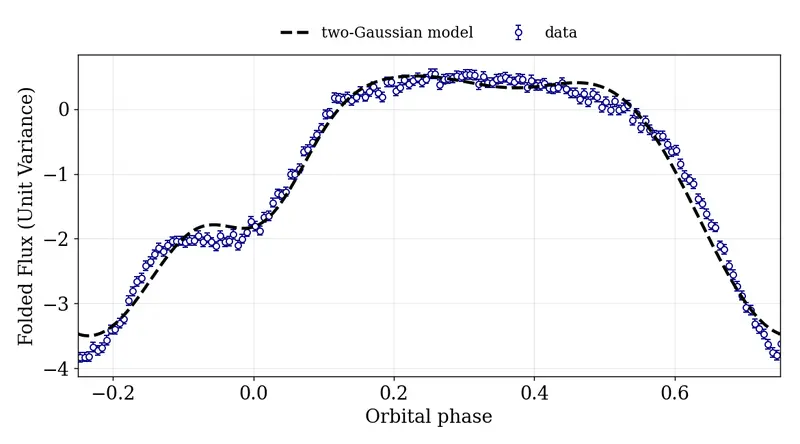 two-Gaussian model
data
Folded Flux (Unit Variance)
0
−1
−2
−3
−4
−0.2
0.0
0.2
0.4
0.6
Orbital phase